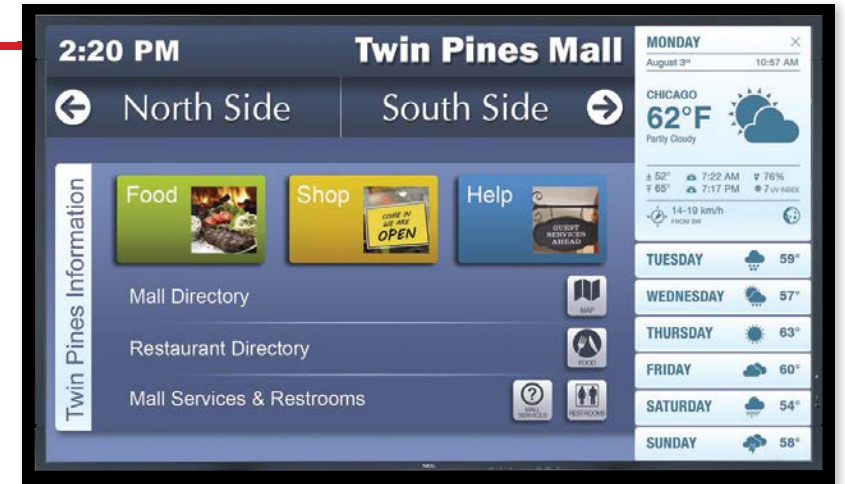 2:20 PM
Twin Pines Mall
North Side
South Side
Twin Pines Information
Food
Shop
COME IN
WE ARE
OPEN
Help
GUEST
SERVICES
AHEAD
Mall Directory
MAP
Restaurant Directory
FOOD
Mall Services & Restrooms
MALL
SERVICES
RESTROOMS
MONDAY
August 3rd 10:57 AM
CHICAGO
62°F
Partly Cloudy
52° 7:22 AM 76%
65° 7:17 PM 7 UV INDEX
14-19 km/h
FROM SW
TUESDAY 59°
WEDNESDAY 57°
THURSDAY 63°
FRIDAY 60°
SATURDAY 54°
SUNDAY 58°
NEC